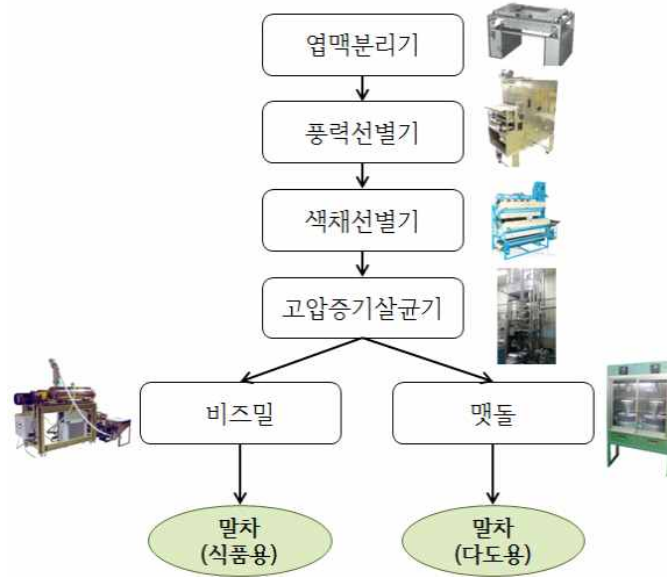 엽맥분리기
풍력선별기
색채선별기
고압증기살균기
비즈밀
맷돌
말차
(식품용)
말차
(다도용)